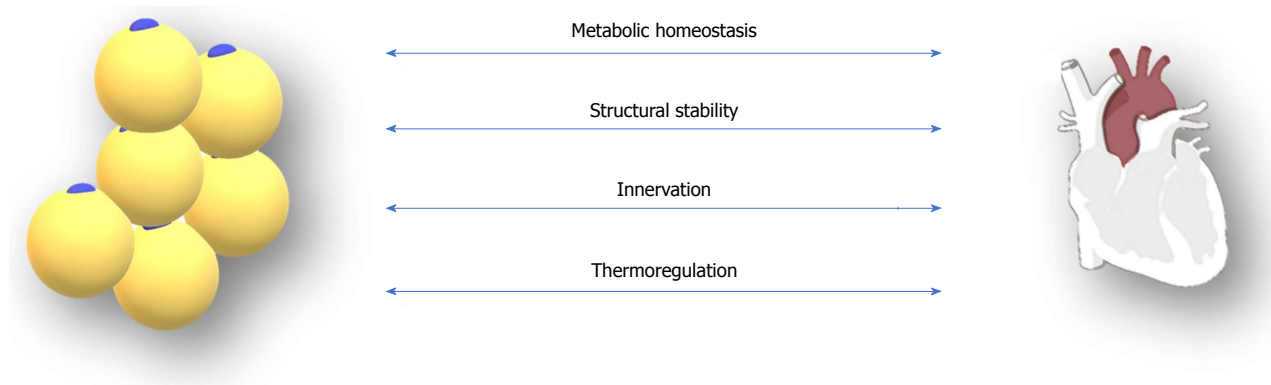 Metabolic homeostasis
Structural stability
Innervation
Thermoregulation